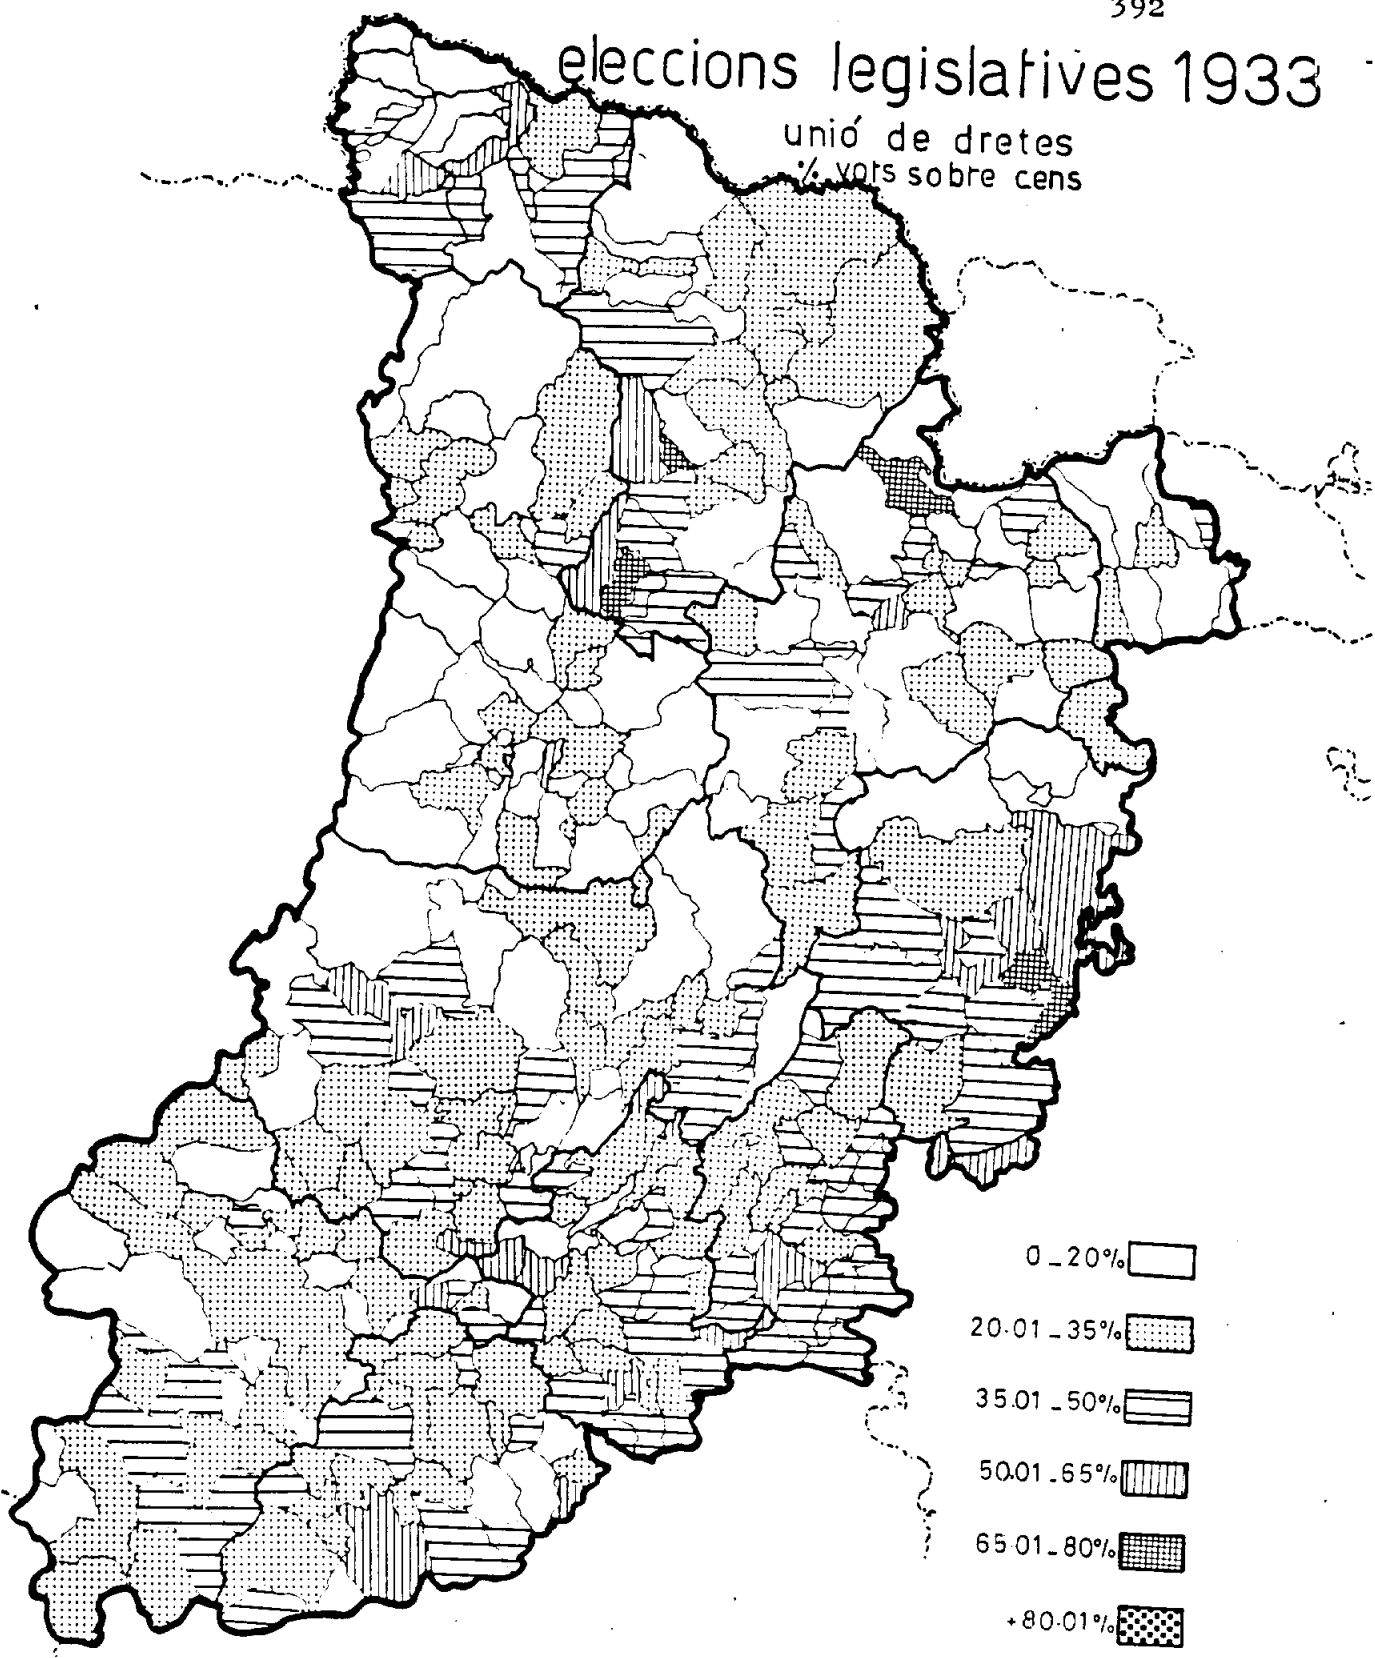 392
eleccions legislatives 1933
unió de dretes
% vots sobre cens
0_20%
20.01_35%
35.01_50%
50.01_65%
65.01_80%
+80.01%